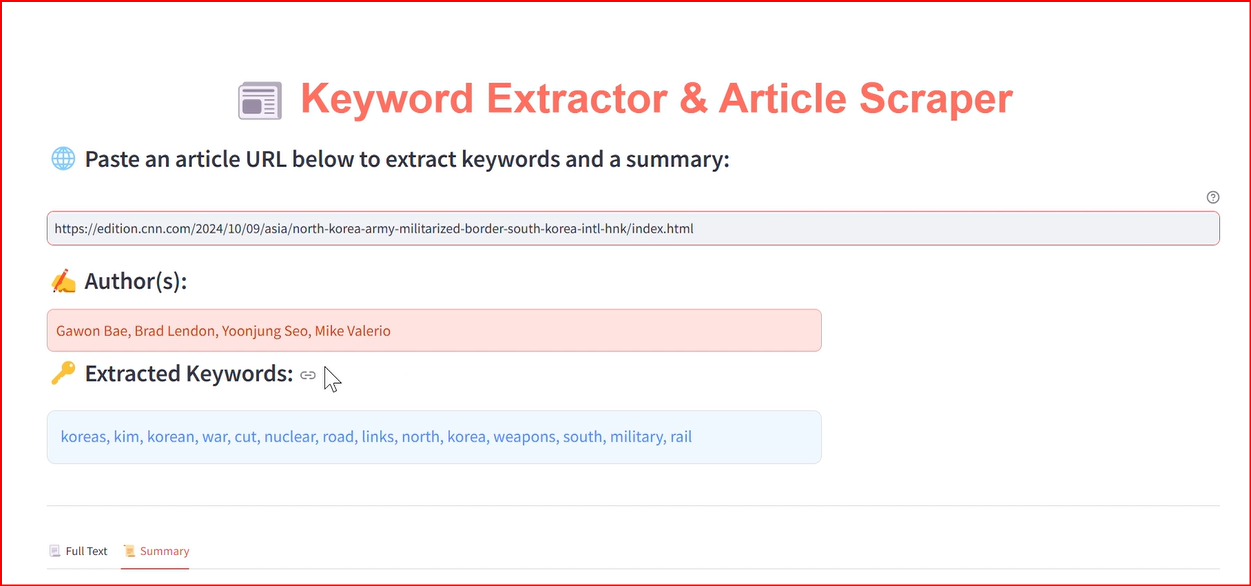 Keyword Extractor & Article Scraper
Paste an article URL below to extract keywords and a summary:
https://edition.cnn.com/2024/10/09/asia/north-korea-army-militarized-border-south-korea-intl-hnk/index.html
Author(s):
Gawon Bae, Brad Lendon, Yoonjung Seo, Mike Valerio
Extracted Keywords:
koreas, kim, korean, war, cut, nuclear, road, links, north, korea, weapons, south, military, rail
Full Text Summary